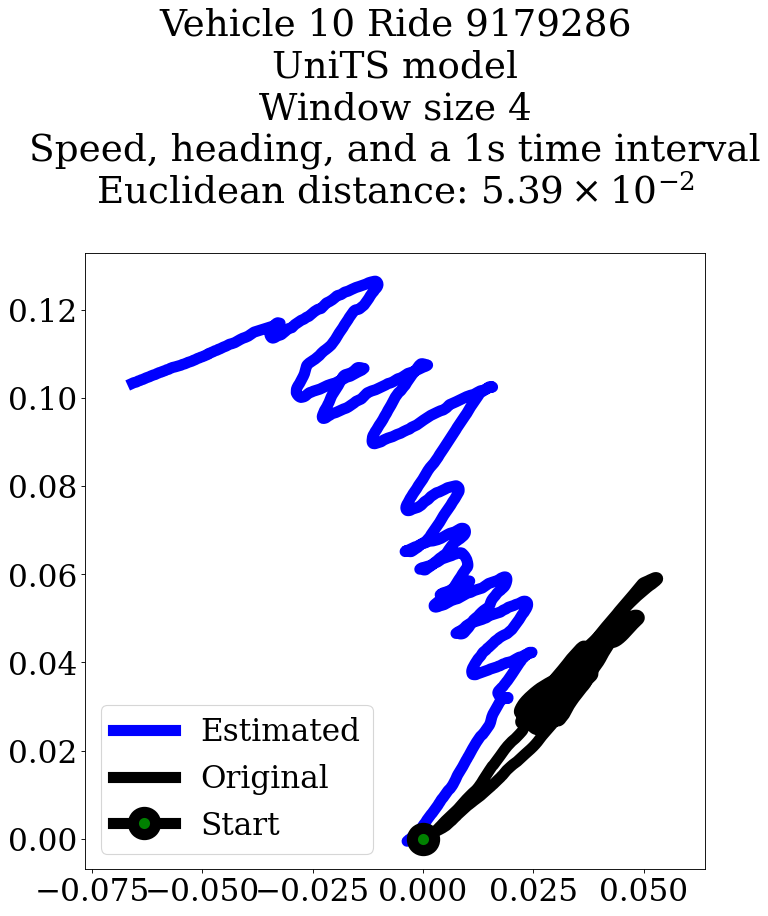 Vehicle 10 Ride 9179286
UniTS model
Window size 4
Speed, heading, and a 1s time interval
Euclidean distance: 5.39 × 10⁻²
0.12
0.10
0.08
0.06
0.04
0.02
0.00
Estimated
Original
Start
−0.075 −0.050 −0.025 0.000 0.025 0.050